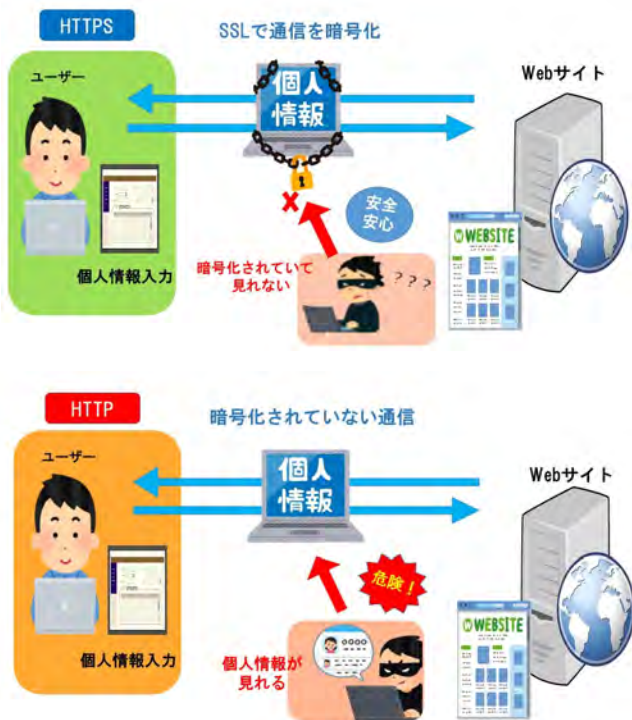 HTTPS
SSLで通信を暗号化
ユーザー
Webサイト
個人
情報
安全
安心
WEBSITE
暗号化されていて
見れない
???
個人情報入力
HTTP
暗号化されていない通信
ユーザー
Webサイト
個人
情報
危険!
WEBSITE
個人情報入力
個人情報が
見れる